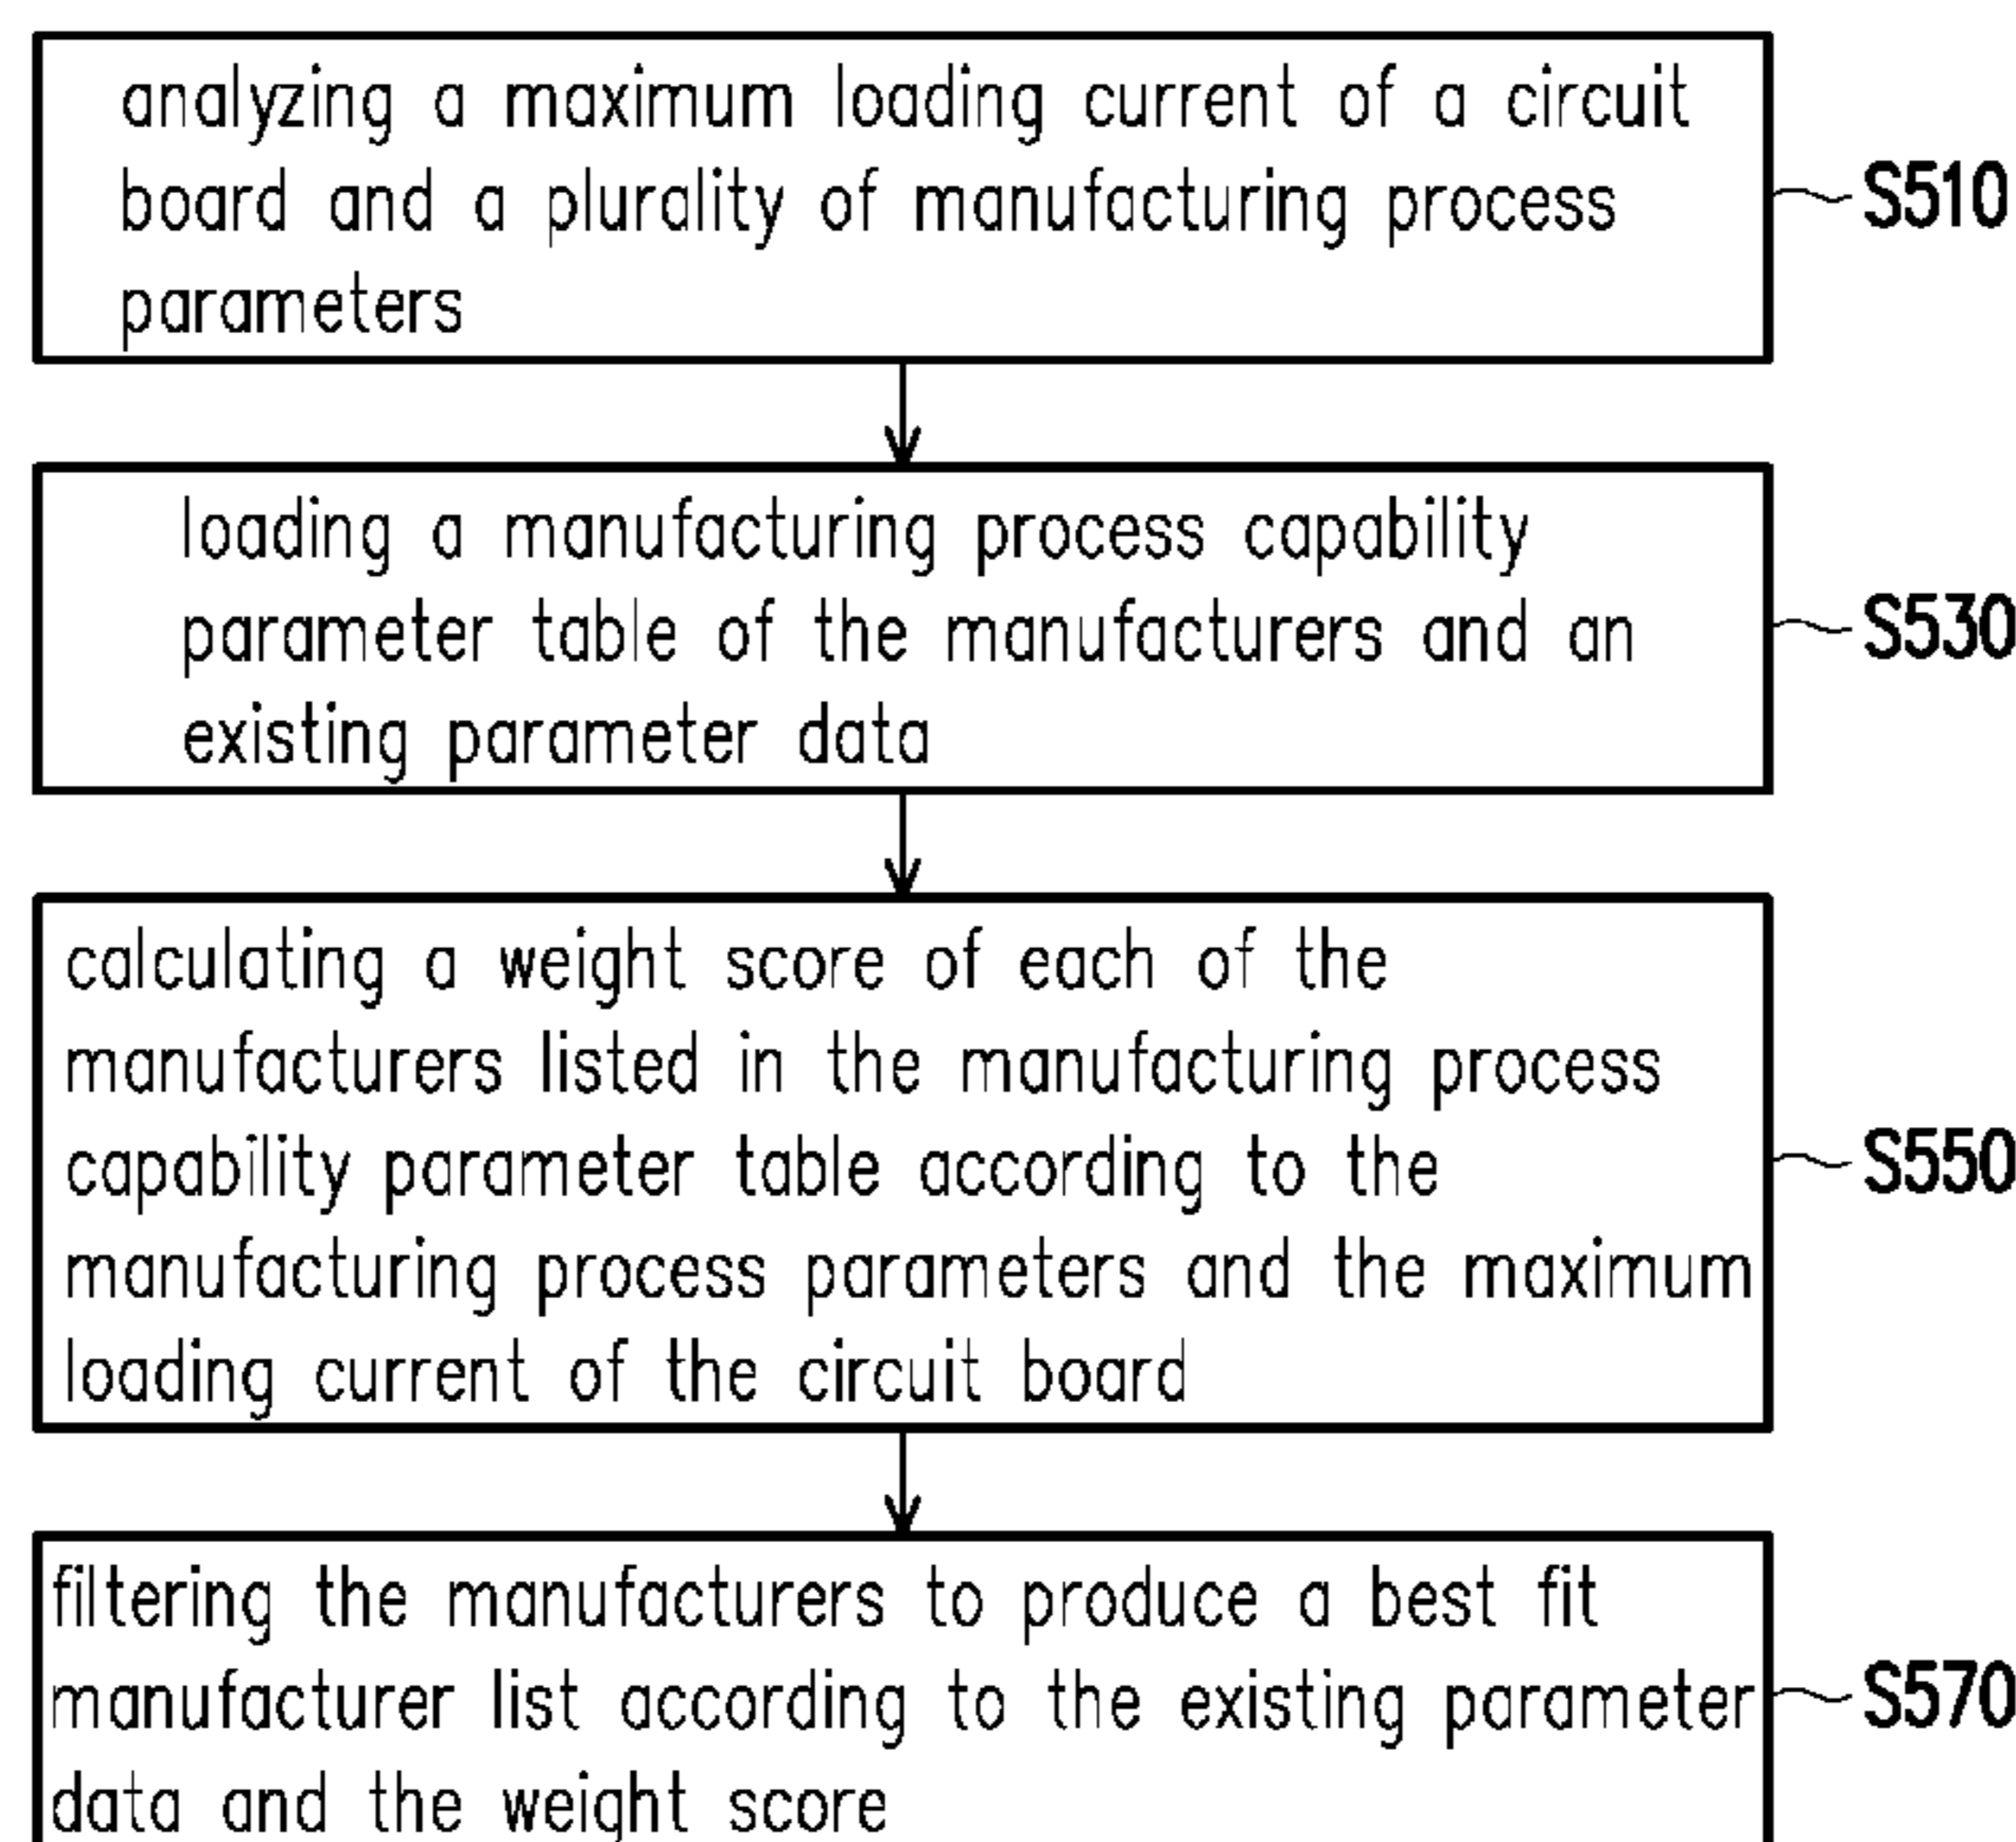 analyzing a maximum loading current of a circuit
board and a plurality of manufacturing process
parameters
S510
loading a manufacturing process capability
parameter table of the manufacturers and an
existing parameter data
S530
calculating a weight score of each of the
manufacturers listed in the manufacturing process
capability parameter table according to the
manufacturing process parameters and the maximum
loading current of the circuit board
S550
filtering the manufacturers to produce a best fit
manufacturer list according to the existing parameter
data and the weight score
S570